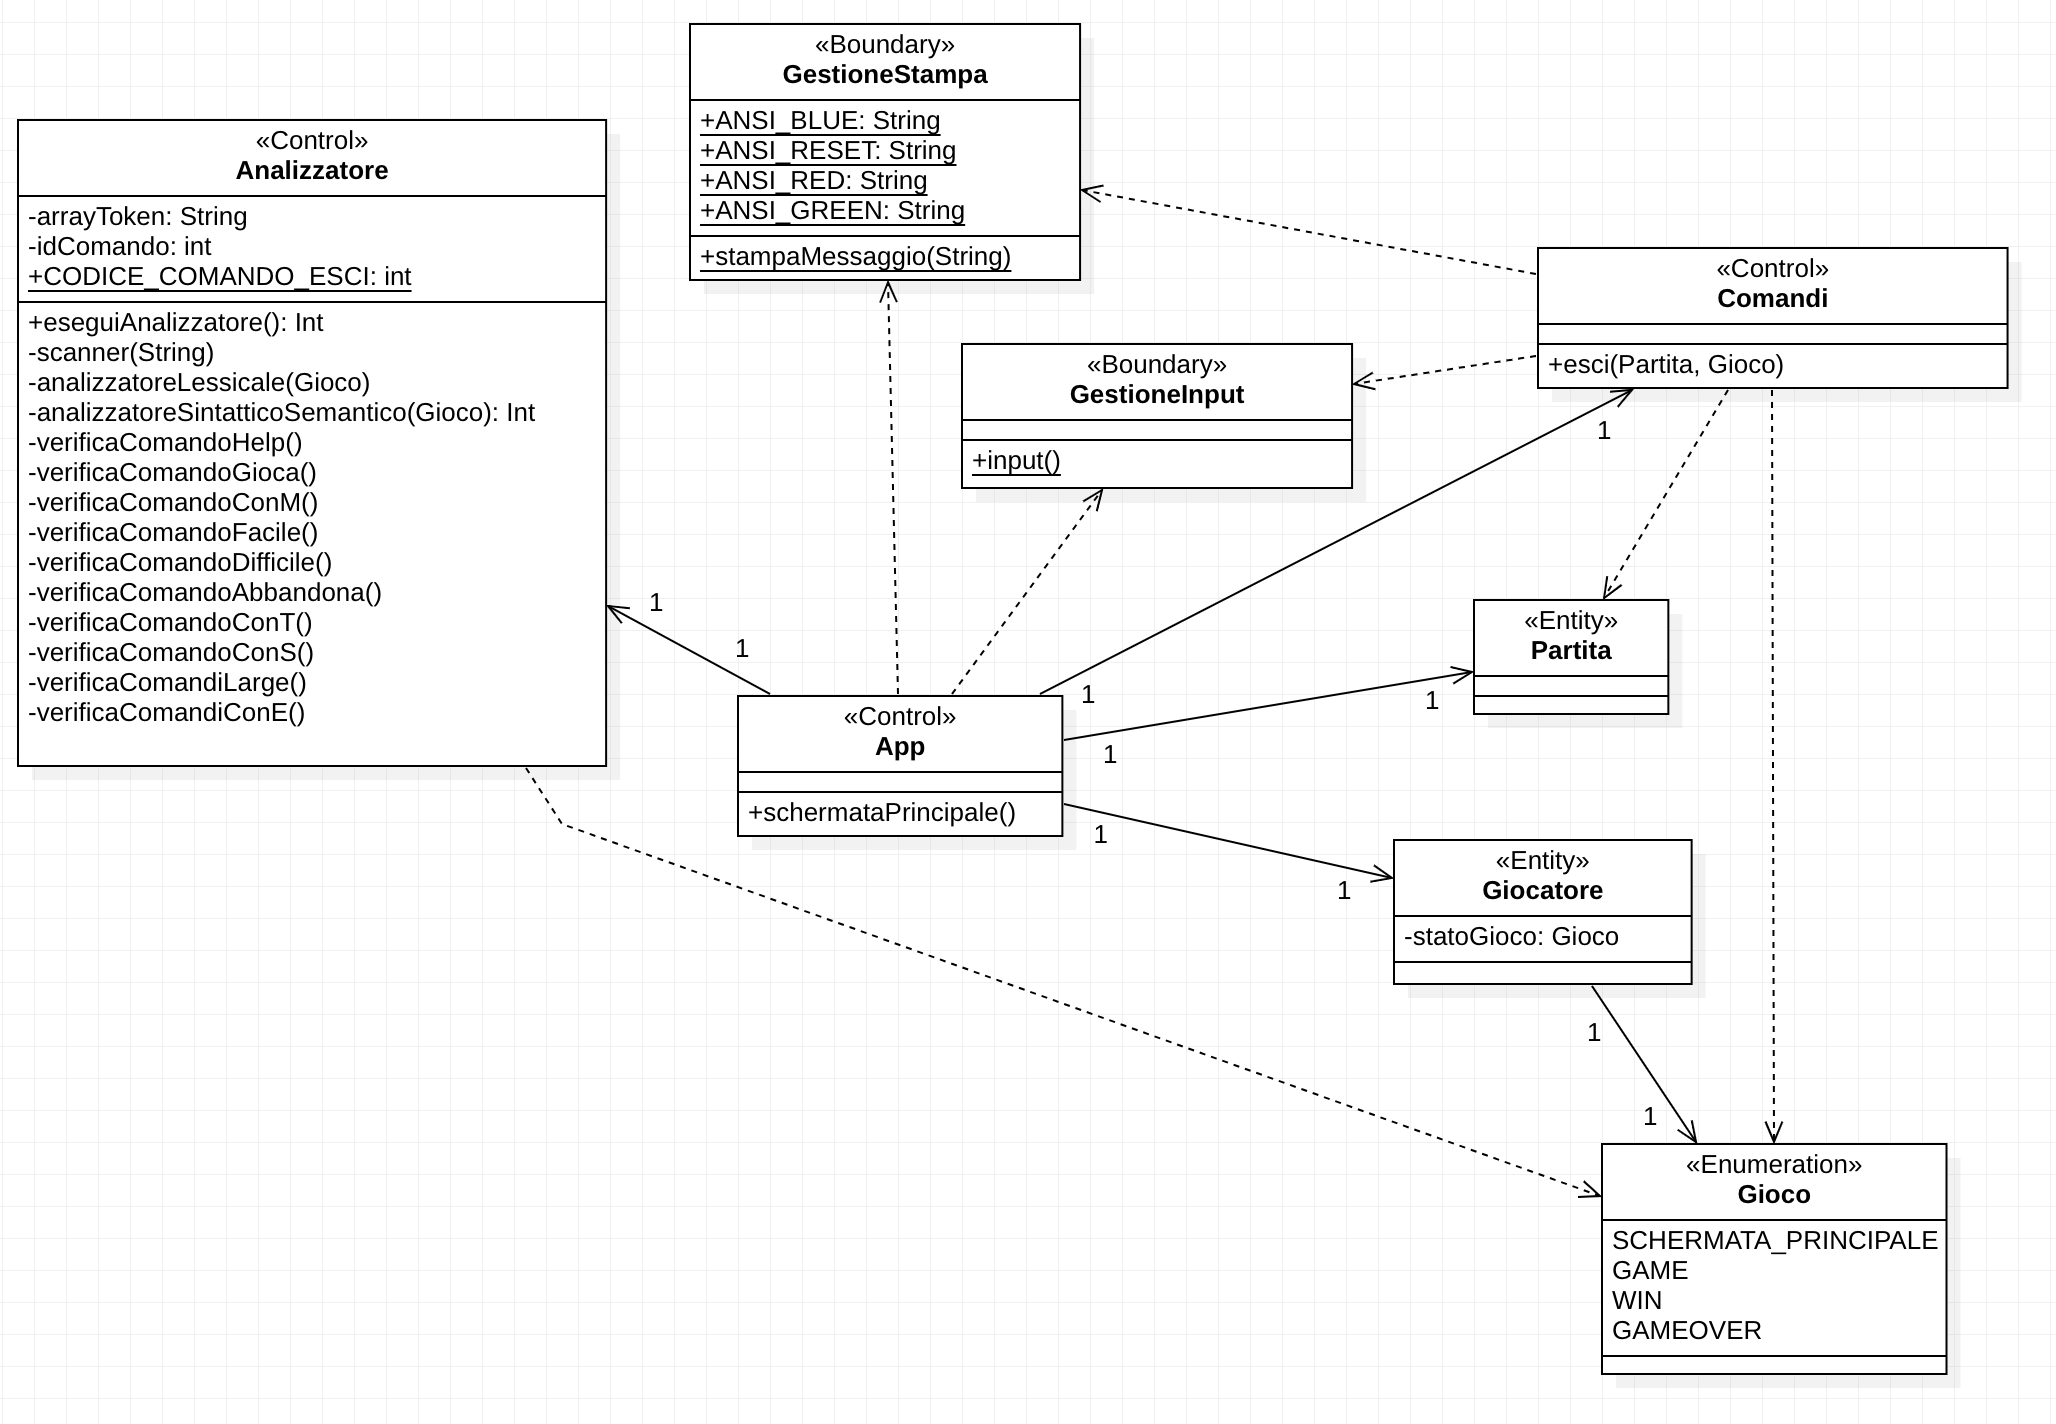 «Boundary»
GestioneStampa
+ANSI_BLUE: String
+ANSI_RESET: String
+ANSI_RED: String
+ANSI_GREEN: String
+stampaMessaggio(String)
«Control»
Analizzatore
-arrayToken: String
-idComando: int
+CODICE_COMANDO_ESCI: int
+eseguiAnalizzatore(): Int
-scanner(String)
-analizzatoreLessicale(Gioco)
-analizzatoreSintatticoSemantico(Gioco): Int
-verificaComandoHelp()
-verificaComandoGioca()
-verificaComandoConM()
-verificaComandoFacile()
-verificaComandoDifficile()
-verificaComandoAbbandona()
-verificaComandoConT()
-verificaComandoConS()
-verificaComandiLarge()
-verificaComandiConE()
«Control»
Comandi
+esci(Partita, Gioco)
«Boundary»
GestioneInput
+input()
1
1
1
1
«Entity»
Partita
1
1
«Control»
App
+schermataPrincipale()
1
1
«Entity»
Giocatore
-statoGioco: Gioco
1
1
«Enumeration»
Gioco
SCHERMATA_PRINCIPALE
GAME
WIN
GAMEOVER